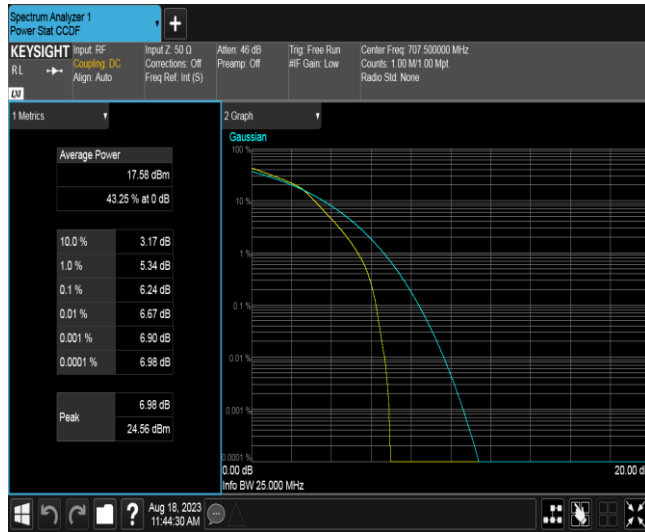 Spectrum Analyzer 1
Power Stat CCDF
+
KEYSIGHT
RL
LXI
Input: RF
Coupling: DC
Align: Auto
Input Z: 50 Ω
Corrections: Off
Freq Ref: Int (S)
Atten: 46 dB
Preamp: Off
Trig: Free Run
#IF Gain: Low
Center Freq: 707.500000 MHz
Counts: 1.00 M/1.00 Mpt
Radio Std: None
1 Metrics
Average Power
17.58 dBm
43.25 % at 0 dB
10.0 % 3.17 dB
1.0 % 5.34 dB
0.1 % 6.24 dB
0.01 % 6.67 dB
0.001 % 6.90 dB
0.0001 % 6.98 dB
Peak
6.98 dB
24.56 dBm
2 Graph
Gaussian
100 %
10 %
1 %
0.1 %
0.01 %
0.001 %
0.0001 %
0.00 dB
20.00 d
Info BW 25.000 MHz
?
Aug 18, 2023
11:44:30 AM